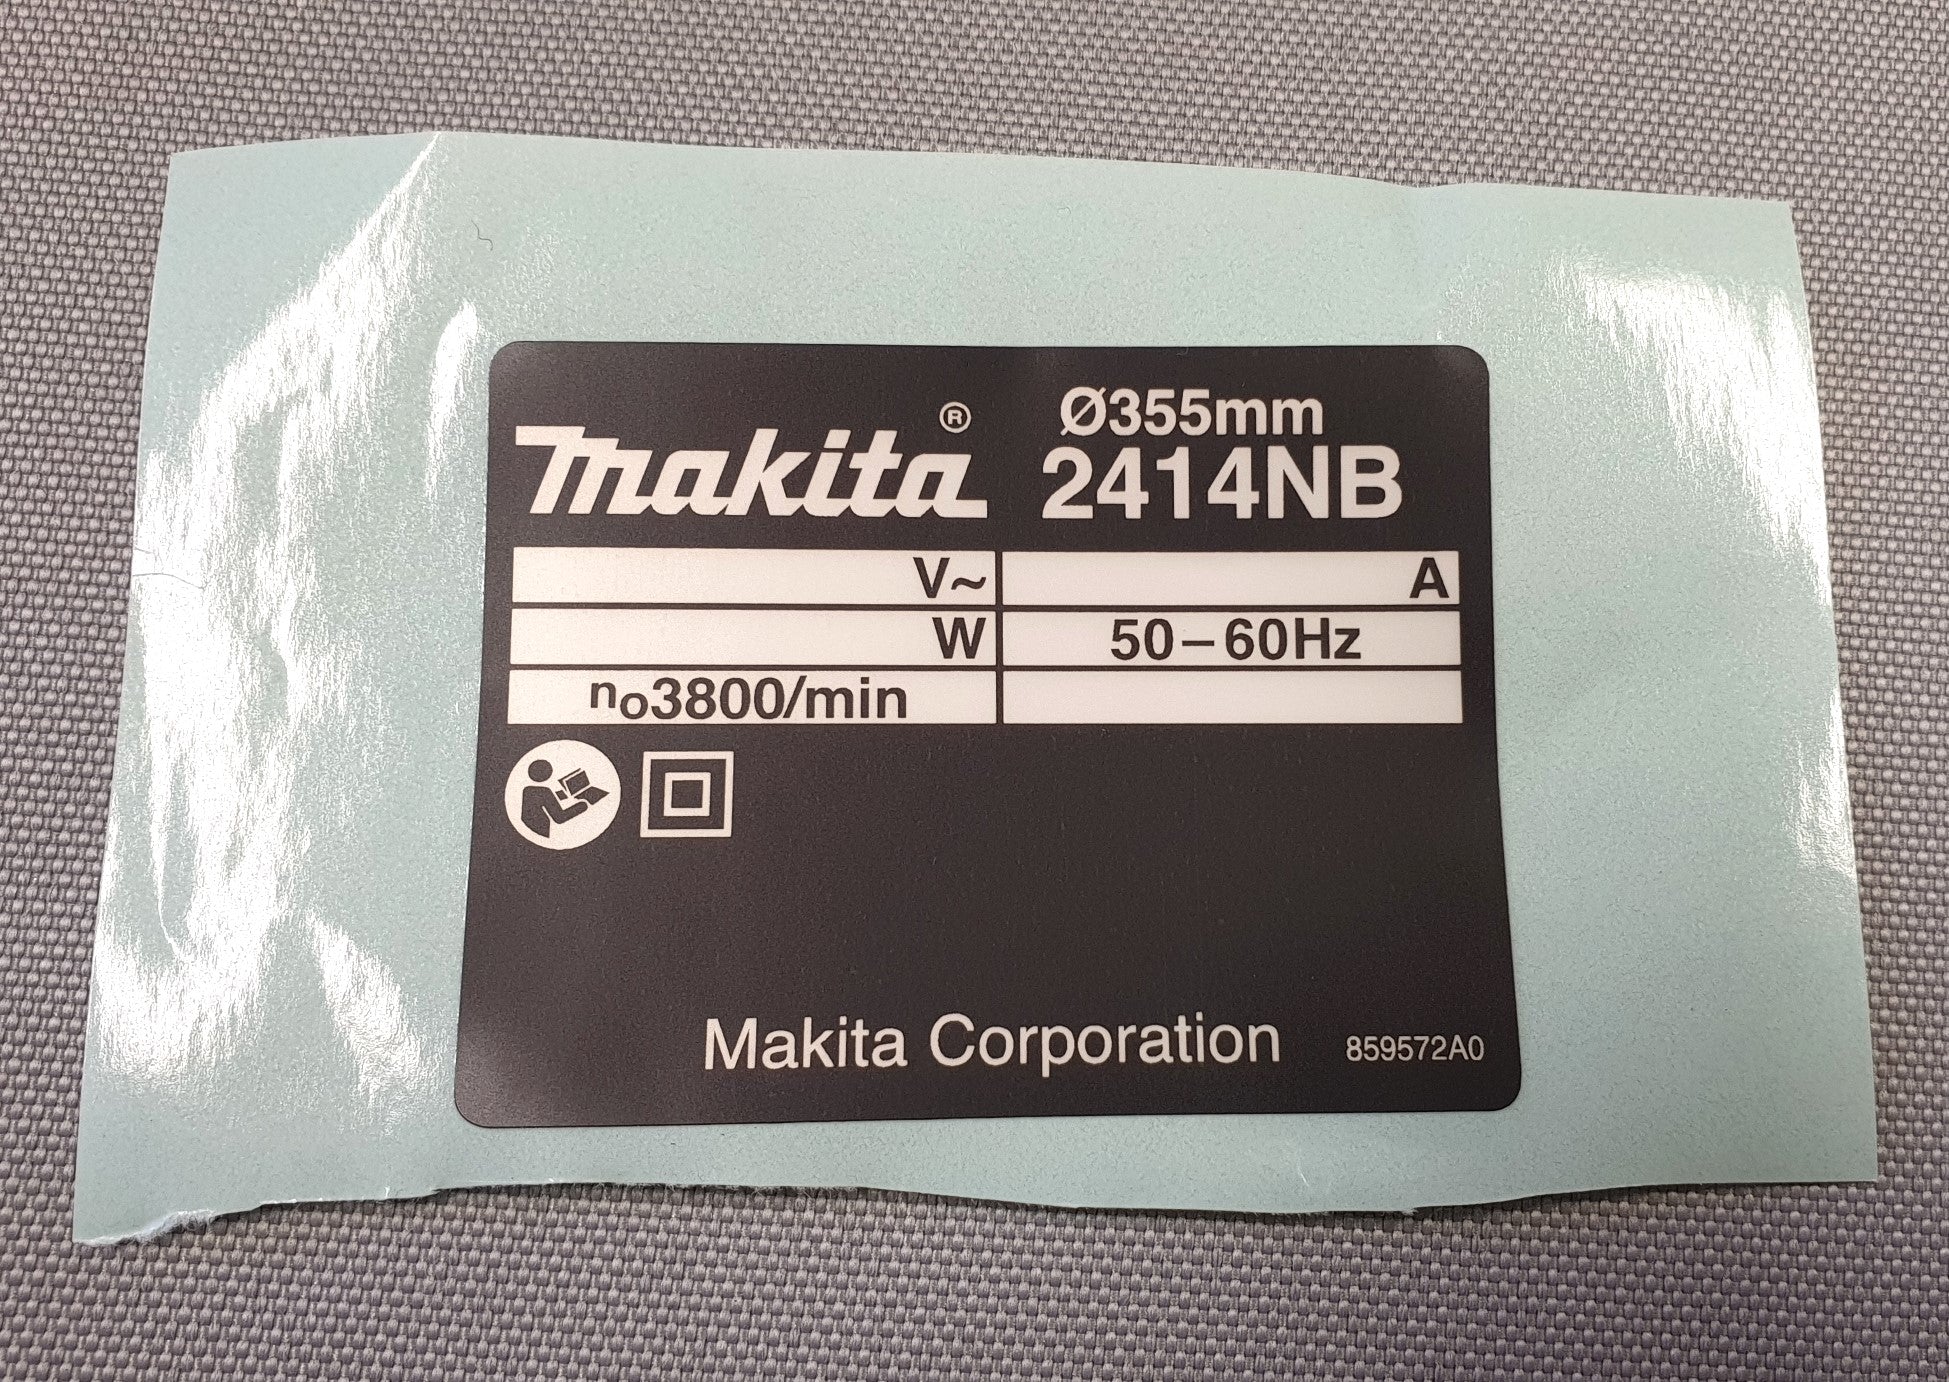 makita® Ø355mm
2414NB
V~ A
W 50–60Hz
no3800/min
Makita Corporation 859572A0